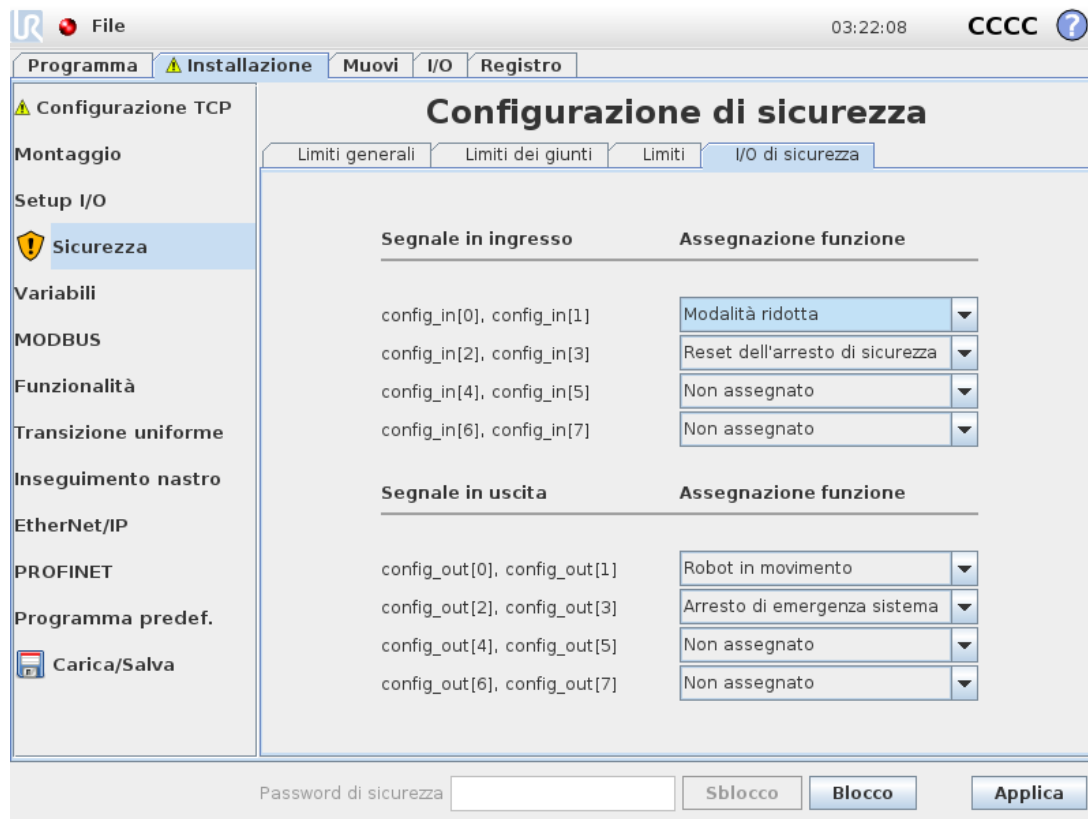 UR File 03:22:08 CCCC ?
Programma Installazione Muovi I/O Registro
Configurazione TCP
Montaggio
Setup I/O
Sicurezza
Variabili
MODBUS
Funzionalità
Transizione uniforme
Inseguimento nastro
EtherNet/IP
PROFINET
Programma predef.
Carica/Salva
Configurazione di sicurezza
Limiti generali Limiti dei giunti Limiti I/O di sicurezza
Segnale in ingresso Assegnazione funzione
config_in[0], config_in[1] Modalità ridotta
config_in[2], config_in[3] Reset dell'arresto di sicurezza
config_in[4], config_in[5] Non assegnato
config_in[6], config_in[7] Non assegnato
Segnale in uscita Assegnazione funzione
config_out[0], config_out[1] Robot in movimento
config_out[2], config_out[3] Arresto di emergenza sistema
config_out[4], config_out[5] Non assegnato
config_out[6], config_out[7] Non assegnato
Password di sicurezza Sblocco Blocco Applica